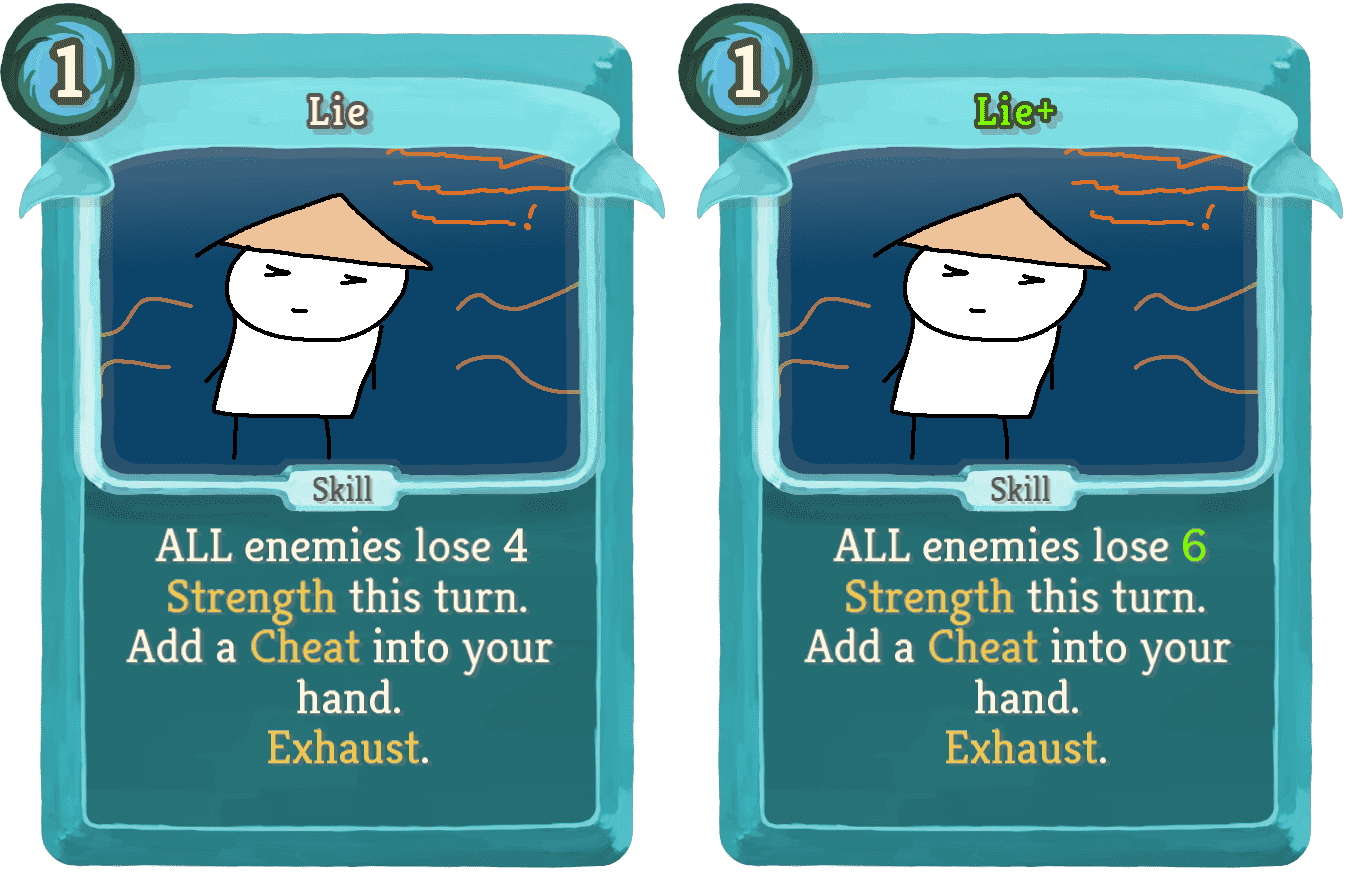 1
Lie
Skill
ALL enemies lose 4
Strength this turn.
Add a Cheat into your
hand.
Exhaust.
1
Lie+
Skill
ALL enemies lose 6
Strength this turn.
Add a Cheat into your
hand.
Exhaust.